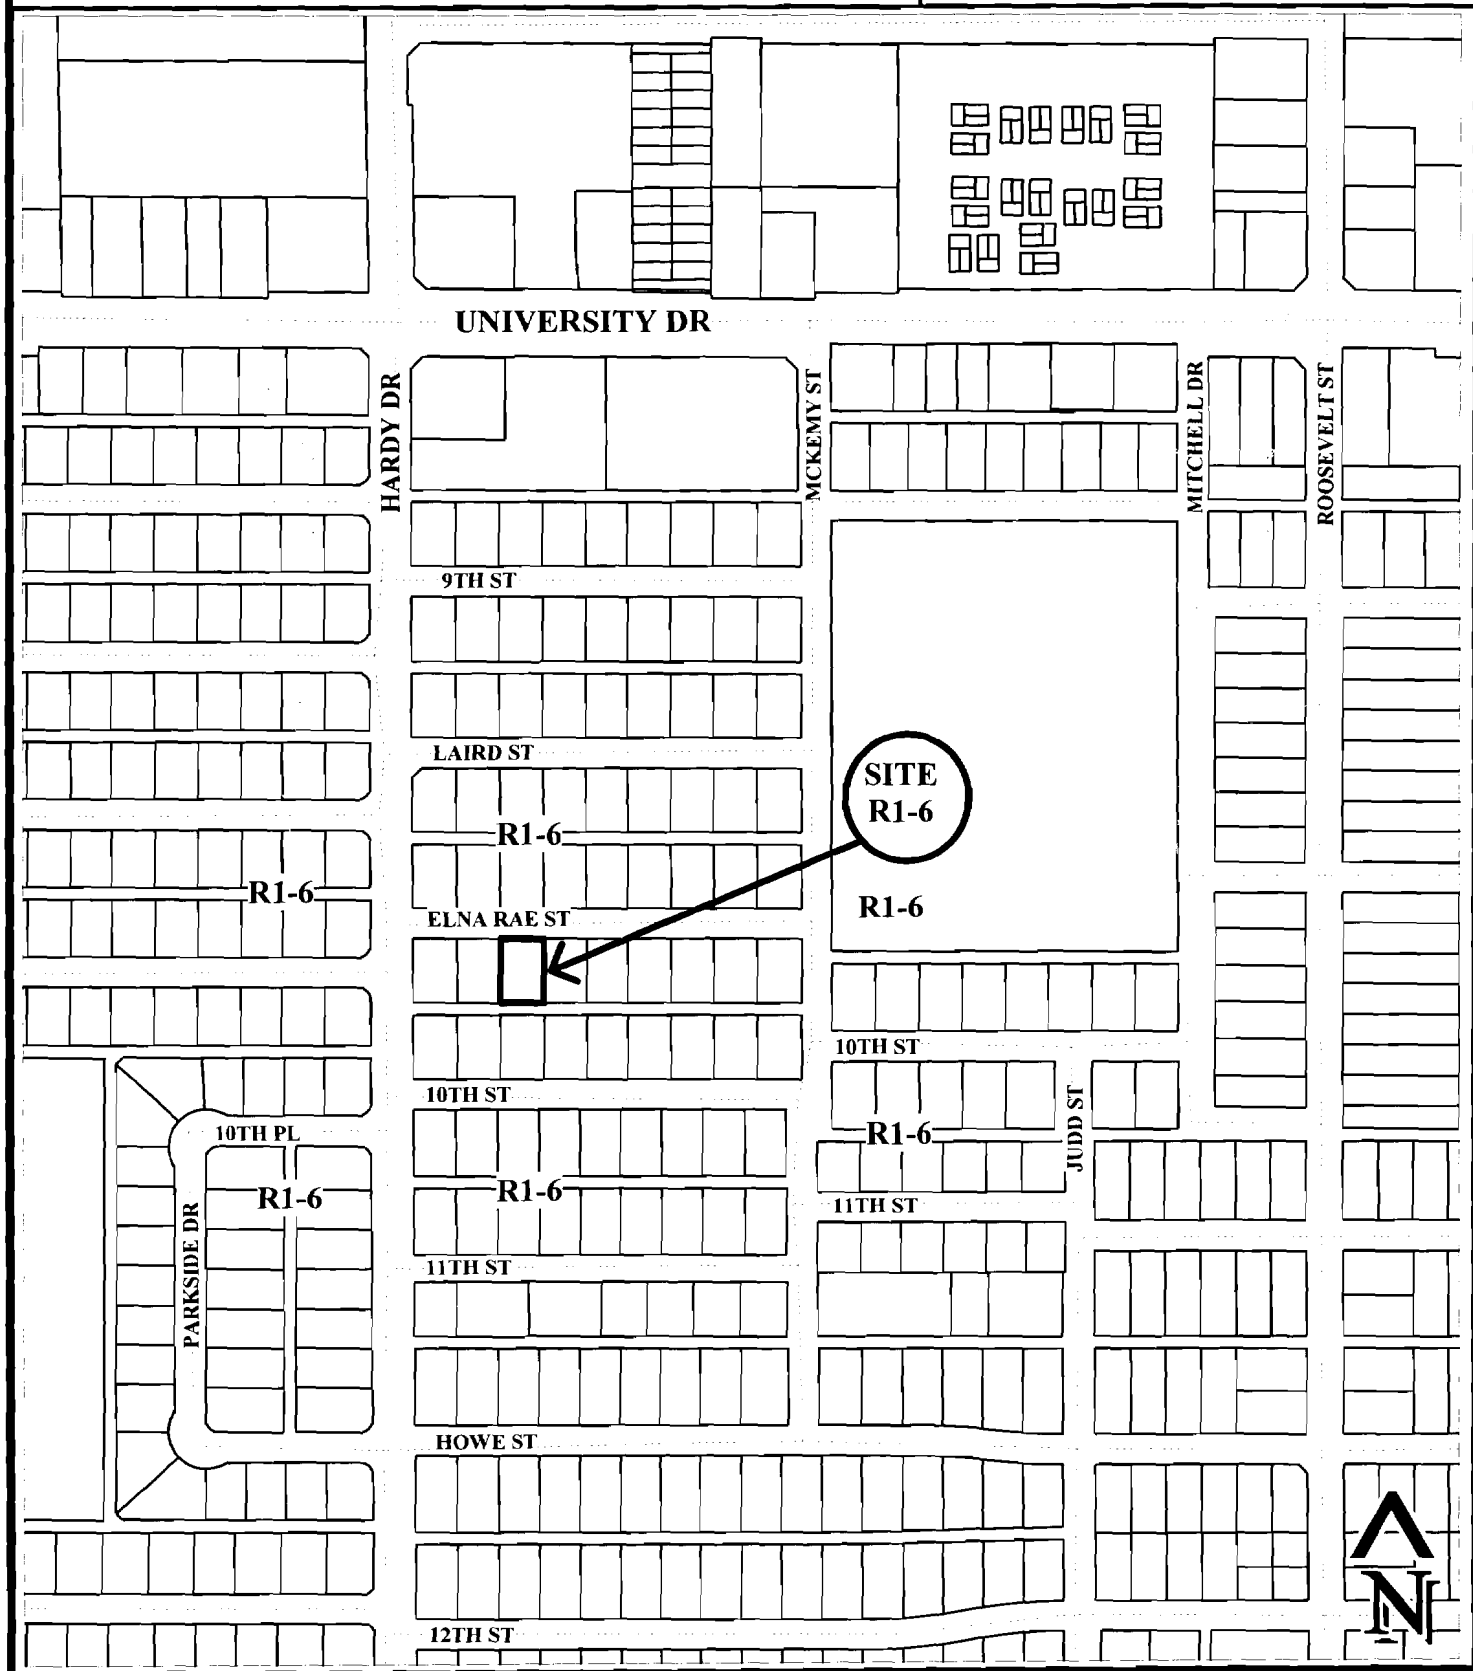 UNIVERSITY DR
HARDY DR
MCKEMY ST
MITCHELL DR
ROOSEVELT ST
9TH ST
LAIRD ST
SITE
R1-6
R1-6
R1-6
R1-6
ELNA RAE ST
10TH ST
10TH ST
JUDD ST
10TH PL
R1-6
R1-6
R1-6
PARKSIDE DR
11TH ST
11TH ST
HOWE ST
12TH ST
N